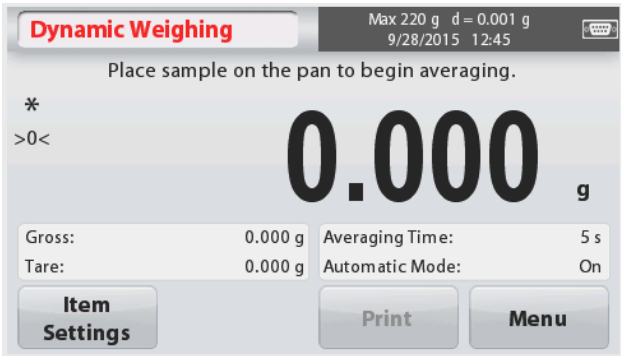 Dynamic Weighing
Max 220 g d = 0.001 g
9/28/2015 12:45
Place sample on the pan to begin averaging.
*
>0<
0.000 g
Gross: 0.000 g
Tare: 0.000 g
Averaging Time: 5 s
Automatic Mode: On
Item
Settings
Print
Menu